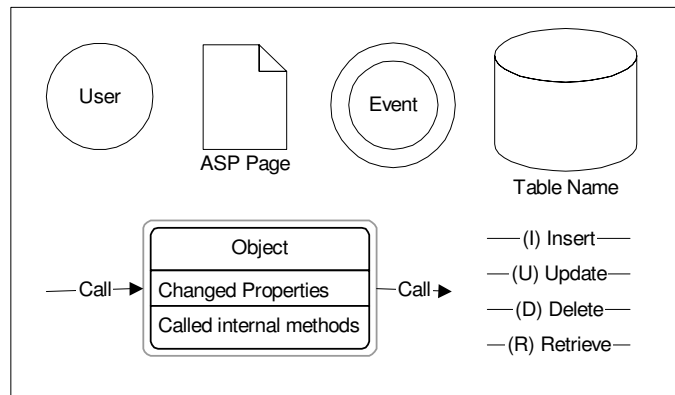 User
ASP Page
Event
Table Name
Call
Object
Changed Properties
Called internal methods
Call
(I) Insert
(U) Update
(D) Delete
(R) Retrieve